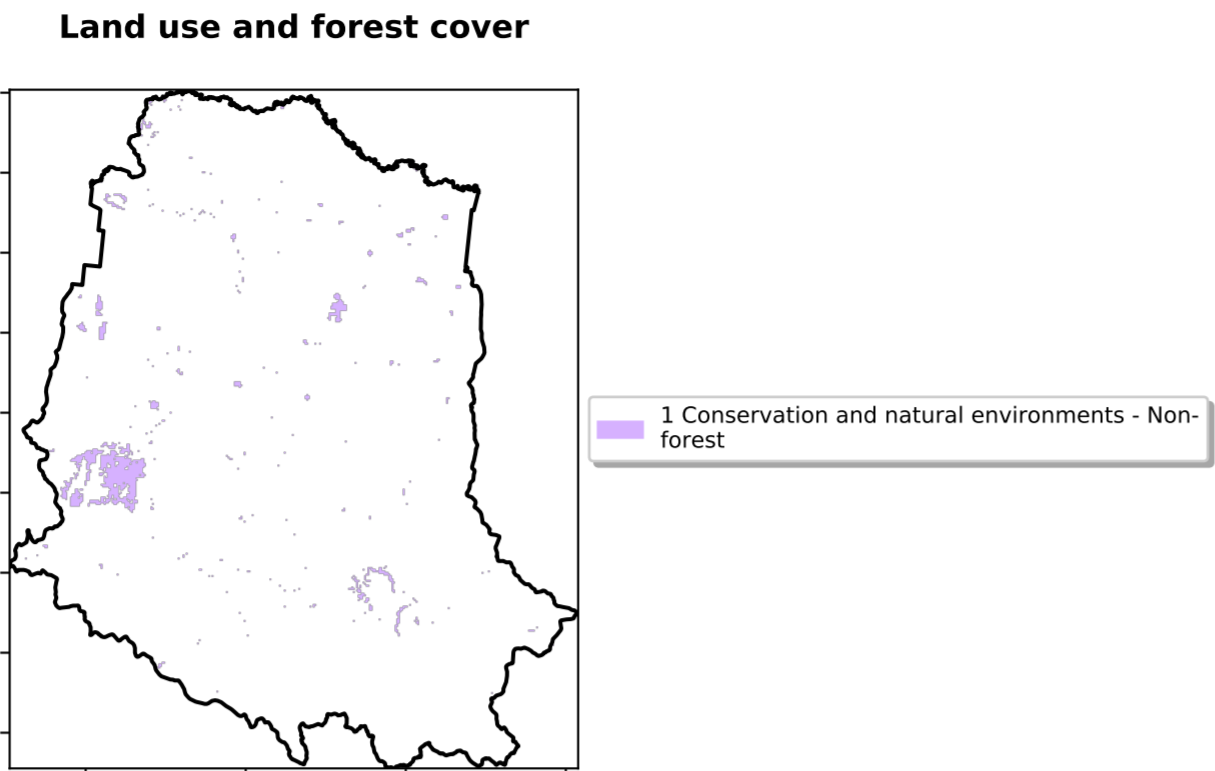 Land use and forest cover
1 Conservation and natural environments - Non-
forest